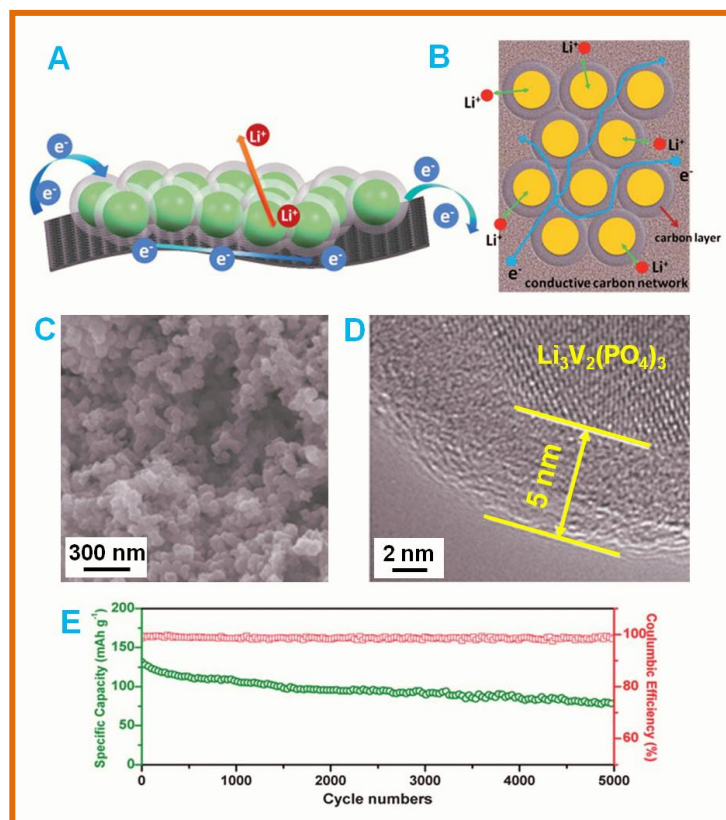 A
e⁻
e⁻
e⁻
e⁻
e⁻
e⁻
e⁻
Li⁺
Li⁺
B
Li⁺
Li⁺
Li⁺
Li⁺
Li⁺
e⁻
e⁻
carbon layer
conductive carbon network
C
300 nm
D
Li₃V₂(PO₄)₃
5 nm
2 nm
E
Specific Capacity (mAh g⁻¹)
200
150
100
50
0
0
1000
2000
3000
4000
5000
Cycle numbers
100
80
60
Coulumbic Efficiency (%)